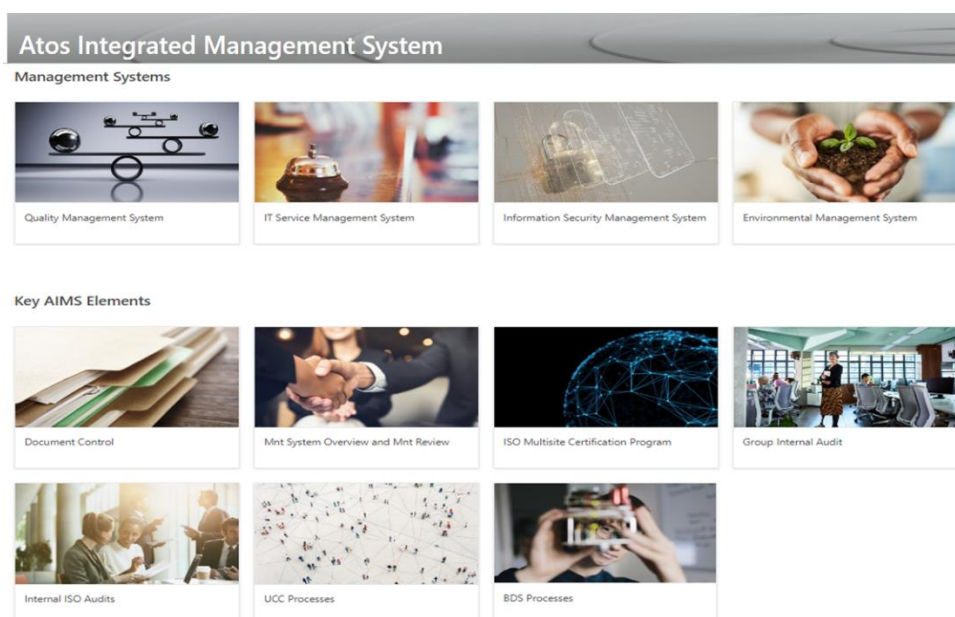 Atos Integrated Management System
Management Systems
Quality Management System
IT Service Management System
Information Security Management System
Environmental Management System
Key AIMS Elements
Document Control
Mnt System Overview and Mnt Review
ISO Multisite Certification Program
Group Internal Audit
Internal ISO Audits
UCC Processes
BDS Processes